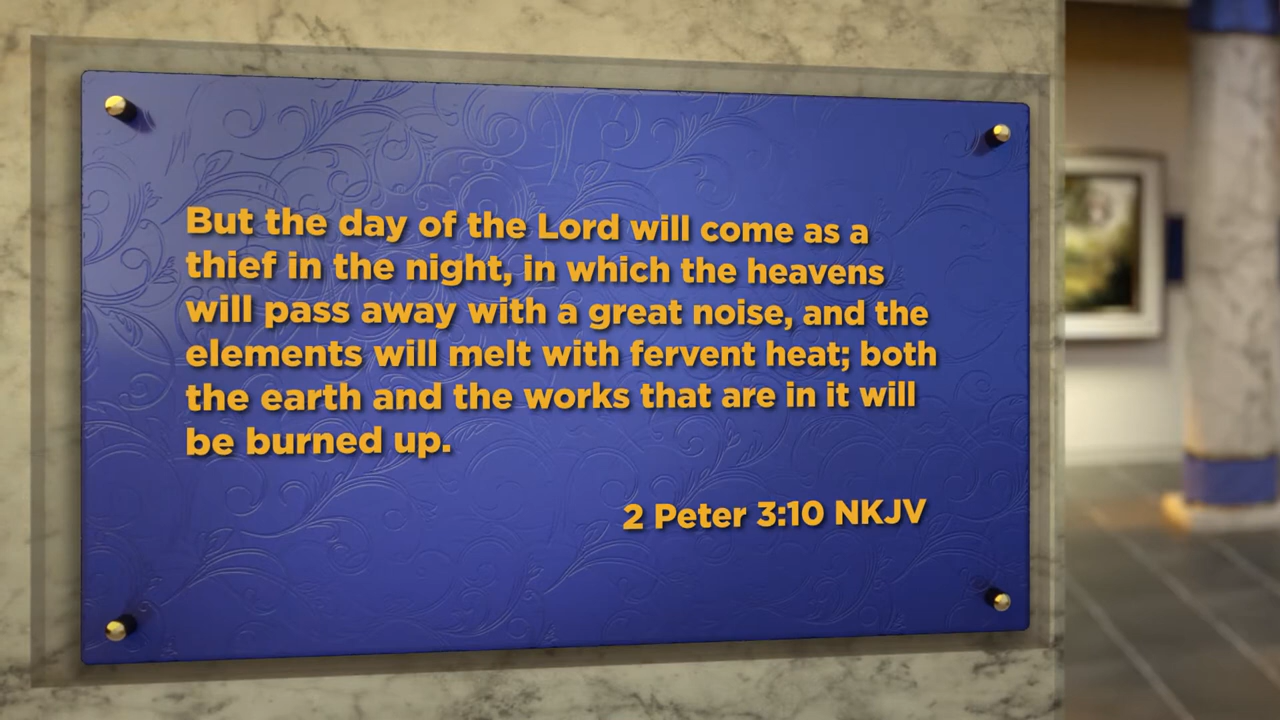 But the day of the Lord will come as a
thief in the night, in which the heavens
will pass away with a great noise, and the
elements will melt with fervent heat; both
the earth and the works that are in it will
be burned up.
2 Peter 3:10 NKJV